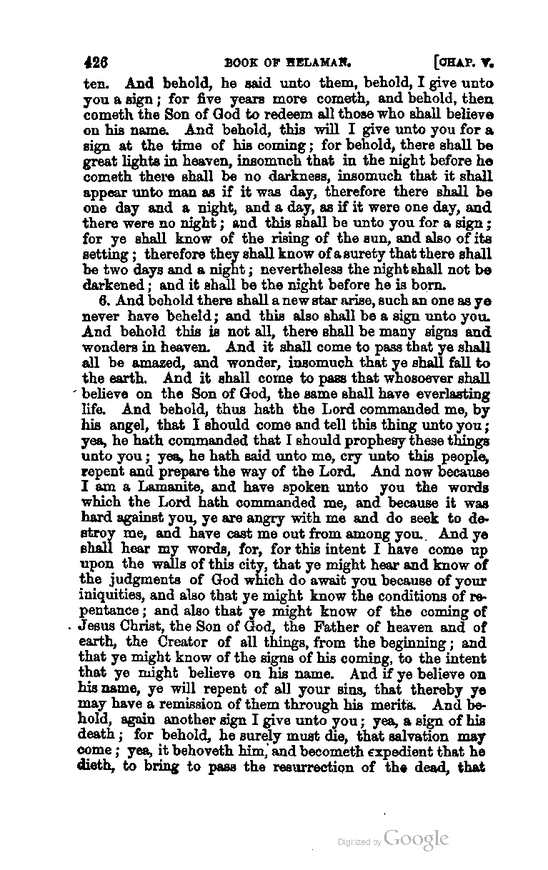 426 BOOK OF HELAMAN. [CHAP. V.
ten. And behold, he said unto them, behold, I give unto
you a sign; for five years more cometh, and behold, then
cometh the Son of God to redeem all those who shall believe
on his name. And behold, this will I give unto you for a
sign at the time of his coming; for behold, there shall be
great lights in heaven, insomuch that in the night before he
cometh there shall be no darkness, insomuch that it shall
appear unto man as if it was day, therefore there shall be
one day and a night, and a day, as if it were one day, and
there were no night; and this shall be unto you for a sign;
for ye shall know of the rising of the sun, and also of its
setting; therefore they shall know of a surety that there shall
be two days and a night; nevertheless the night shall not be
darkened; and it shall be the night before he is born.
6. And behold there shall a new star arise, such an one as ye
never have beheld; and this also shall be a sign unto you.
And behold this is not all, there shall be many signs and
wonders in heaven. And it shall come to pass that ye shall
all be amazed, and wonder, insomuch that ye shall fall to
the earth. And it shall come to pass that whosoever shall
believe on the Son of God, the same shall have everlasting
life. And behold, thus hath the Lord commanded me, by
his angel, that I should come and tell this thing unto you;
yea, he hath commanded that I should prophesy these things
unto you; yea, he hath said unto me, cry unto this people,
repent and prepare the way of the Lord. And now because
I am a Lamanite, and have spoken unto you the words
which the Lord hath commanded me, and because it was
hard against you, ye are angry with me and do seek to de-
stroy me, and have cast me out from among you. And ye
shall hear my words, for, for this intent I have come up
upon the walls of this city, that ye might hear and know of
the judgments of God which do await you because of your
iniquities, and also that ye might know the conditions of re-
pentance; and also that ye might know of the coming of
Jesus Christ, the Son of God, the Father of heaven and of
earth, the Creator of all things, from the beginning; and
that ye might know of the signs of his coming, to the intent
that ye might believe on his name. And if ye believe on
his name, ye will repent of all your sins, that thereby ye
may have a remission of them through his merits. And be-
hold, again another sign I give unto you; yea, a sign of his
death; for behold, he surely must die, that salvation may
come; yea, it behoveth him, and becometh expedient that he
dieth, to bring to pass the resurrection of the dead, that
Digitized by Google